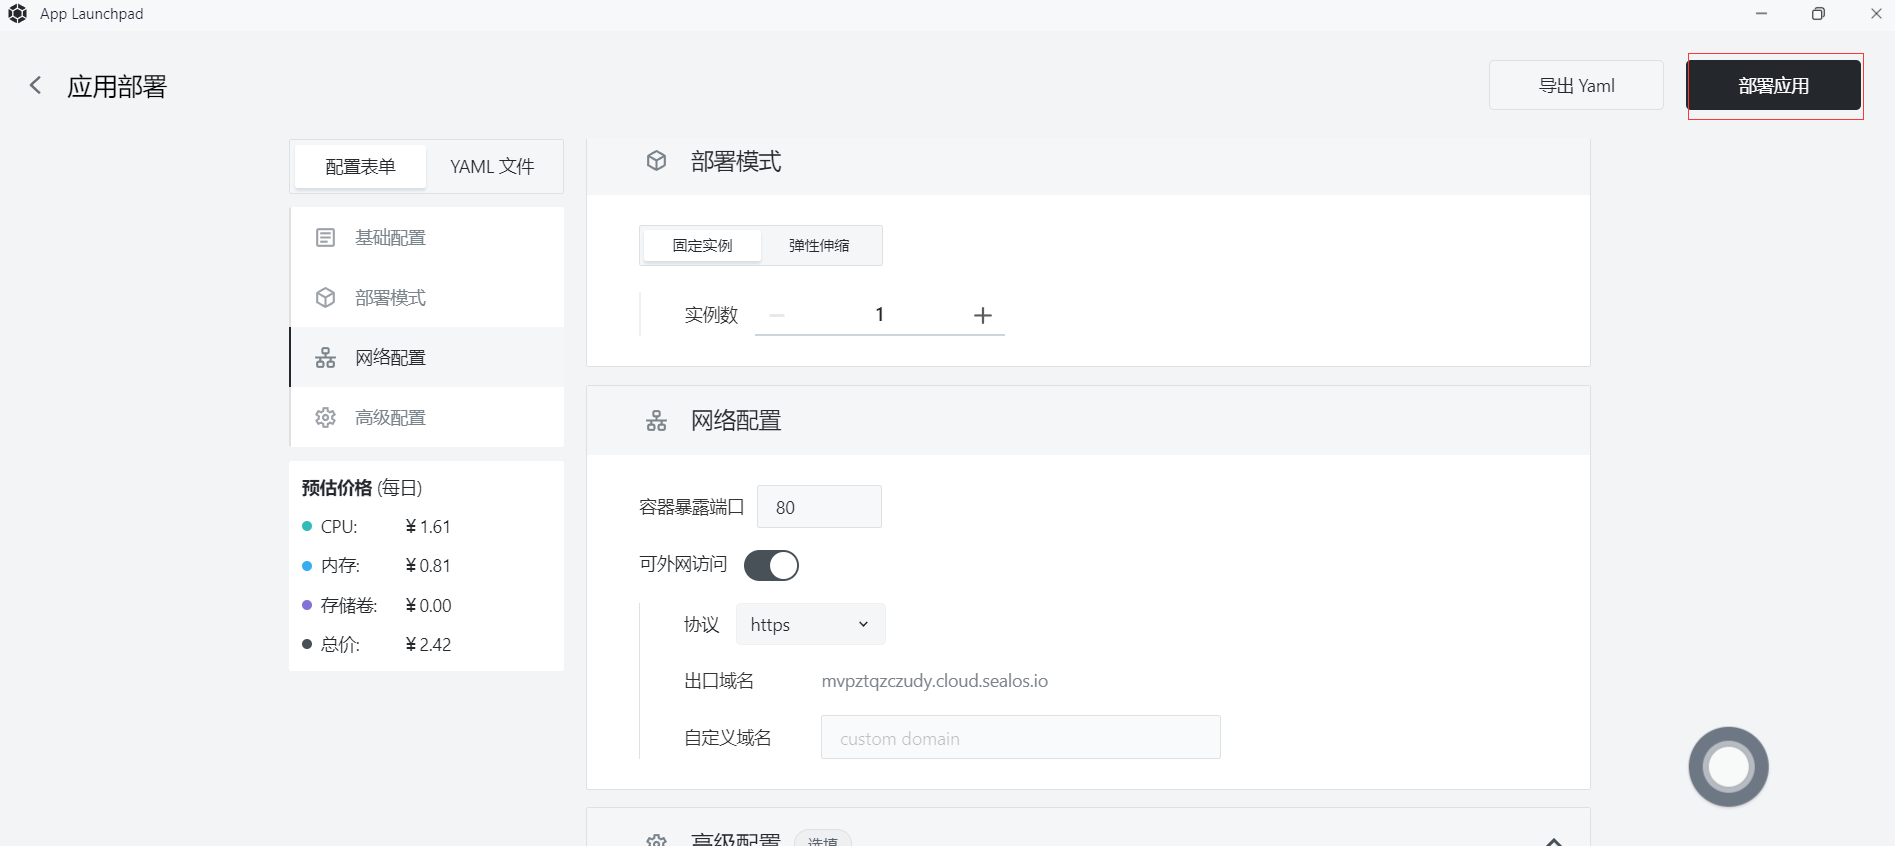 App Launchpad
应用部署
导出 Yaml
部署应用
配置表单
YAML 文件
基础配置
部署模式
网络配置
高级配置
预估价格 (每日)
CPU: ¥1.61
内存: ¥0.81
存储卷: ¥0.00
总价: ¥2.42
部署模式
固定实例
弹性伸缩
实例数 1
网络配置
容器暴露端口 80
可外网访问
协议 https
出口域名 mvpztqzczudy.cloud.sealos.io
自定义域名 custom domain
高级配置 选填